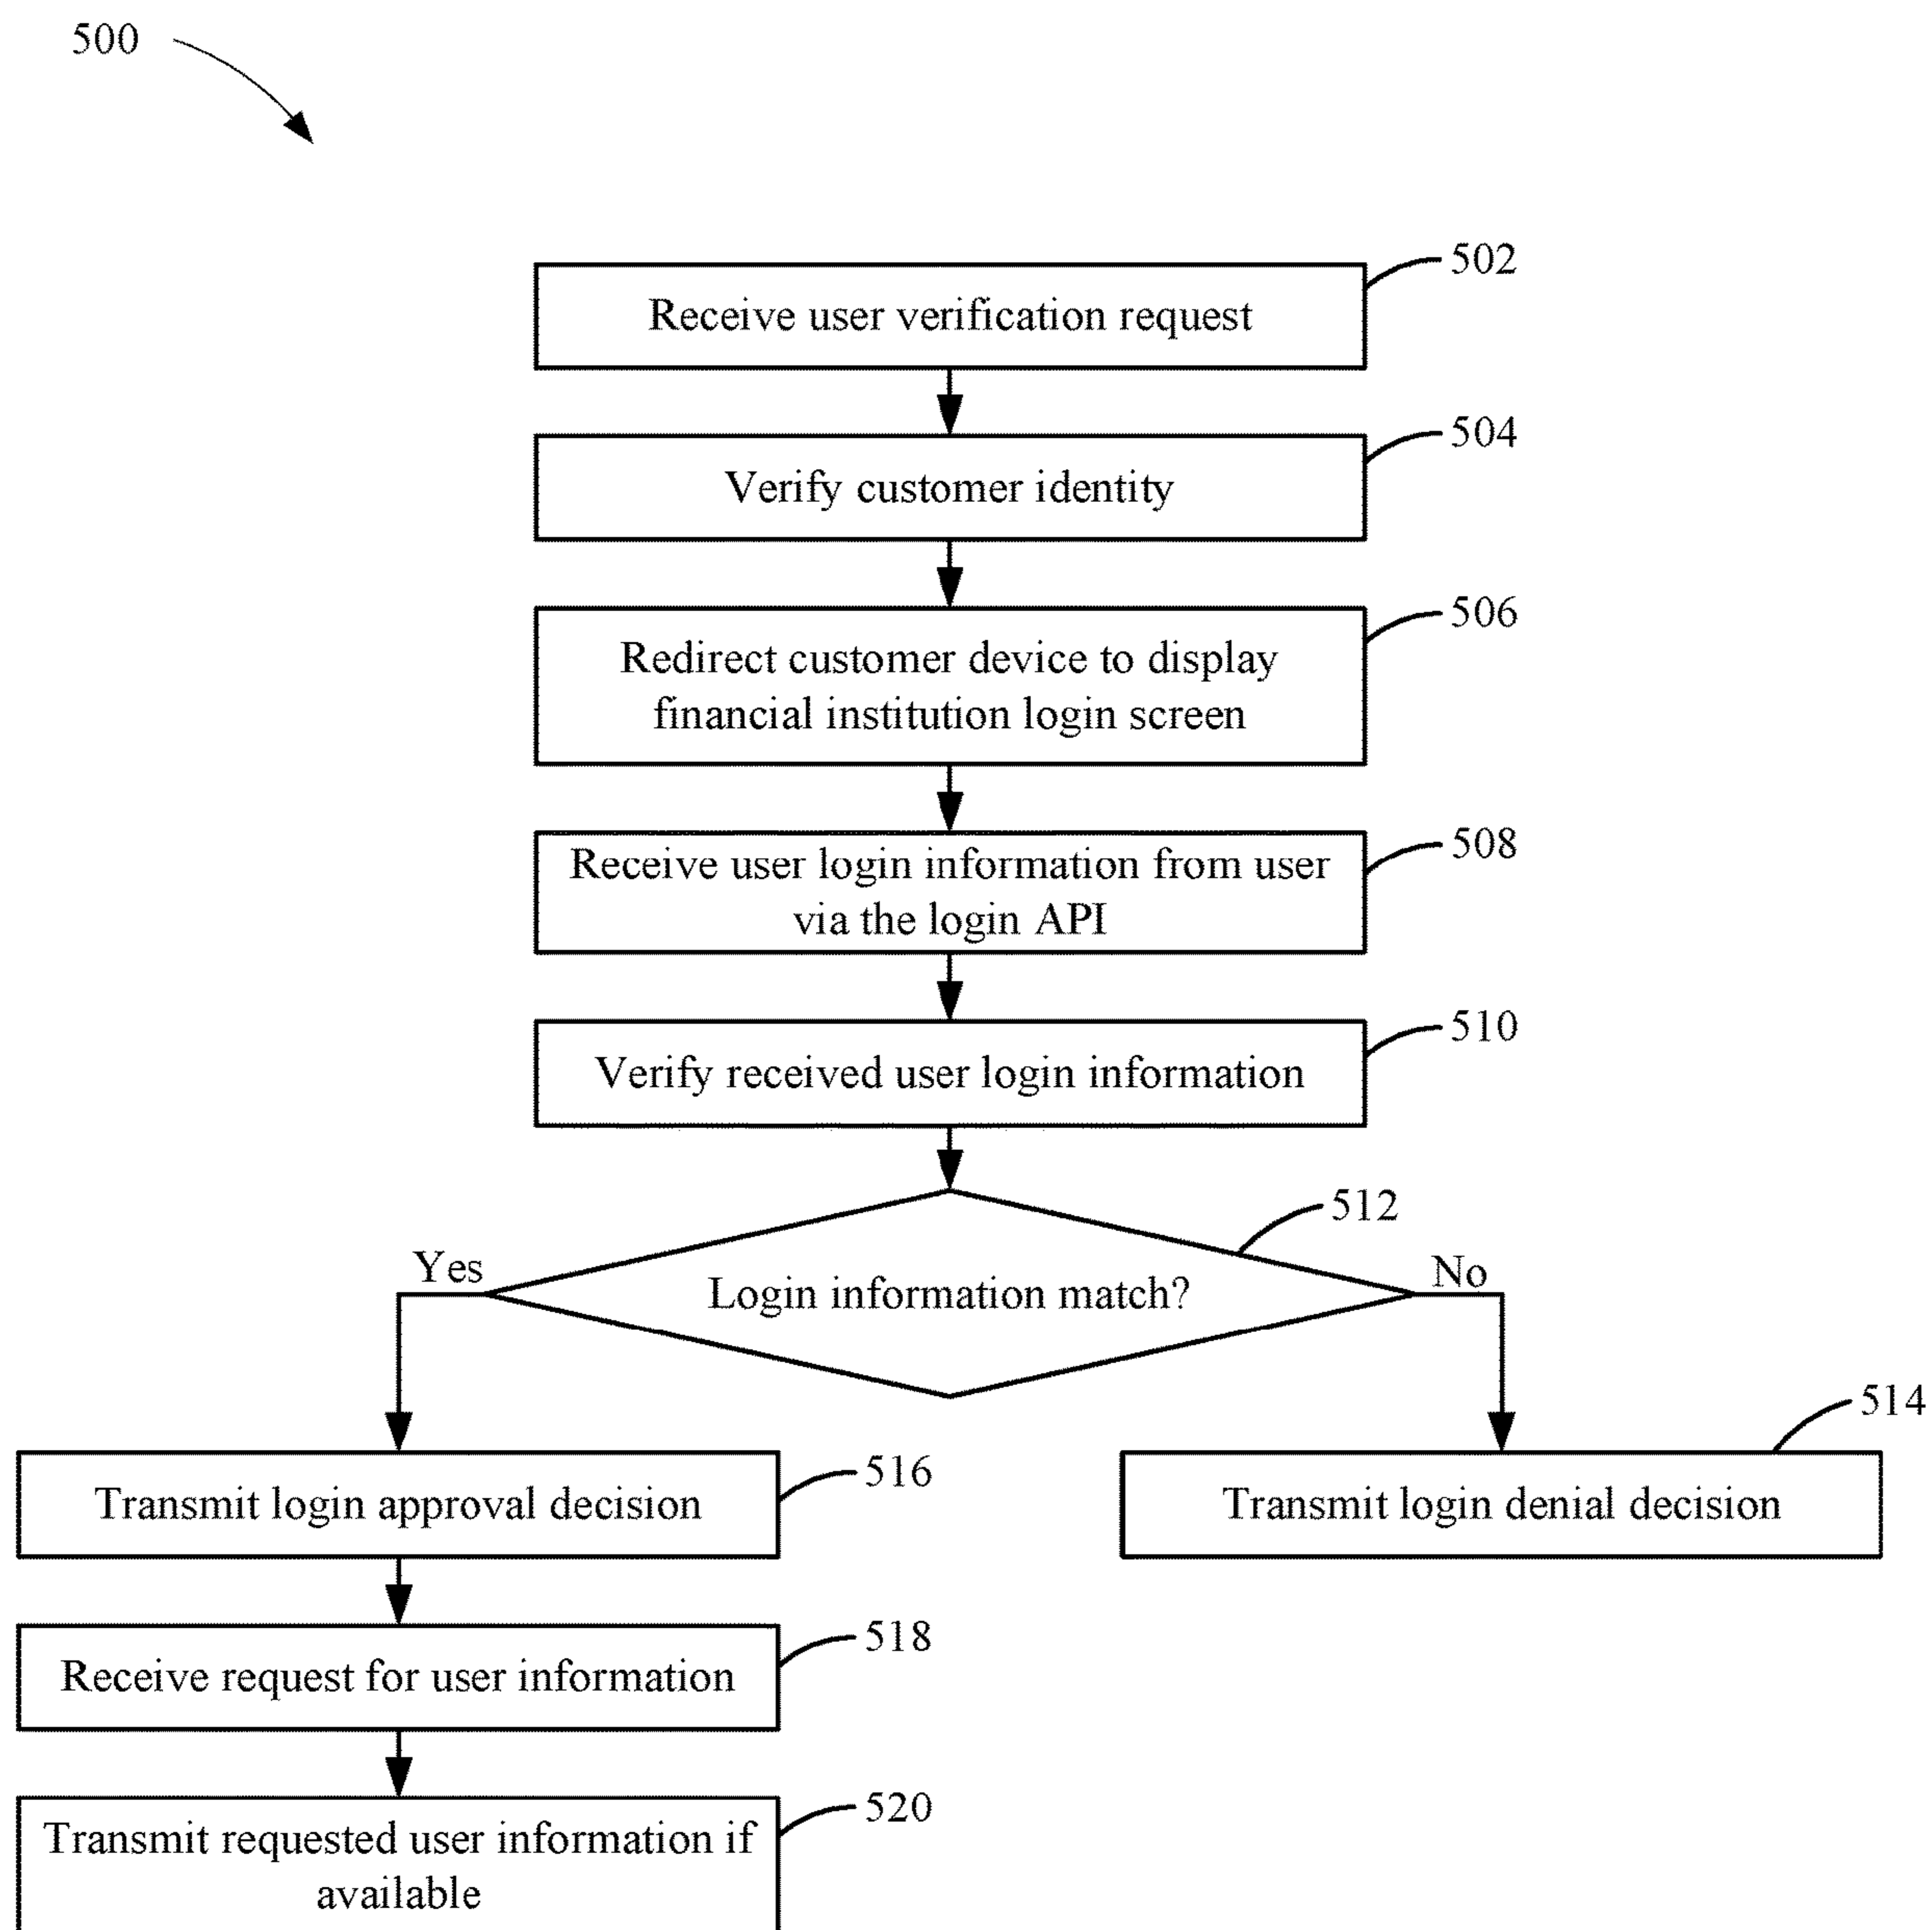 500
502
Receive user verification request
504
Verify customer identity
506
Redirect customer device to display
financial institution login screen
508
Receive user login information from user
via the login API
510
Verify received user login information
512
Yes
Login information match?
No
514
516
Transmit login approval decision
Transmit login denial decision
518
Receive request for user information
520
Transmit requested user information if
available